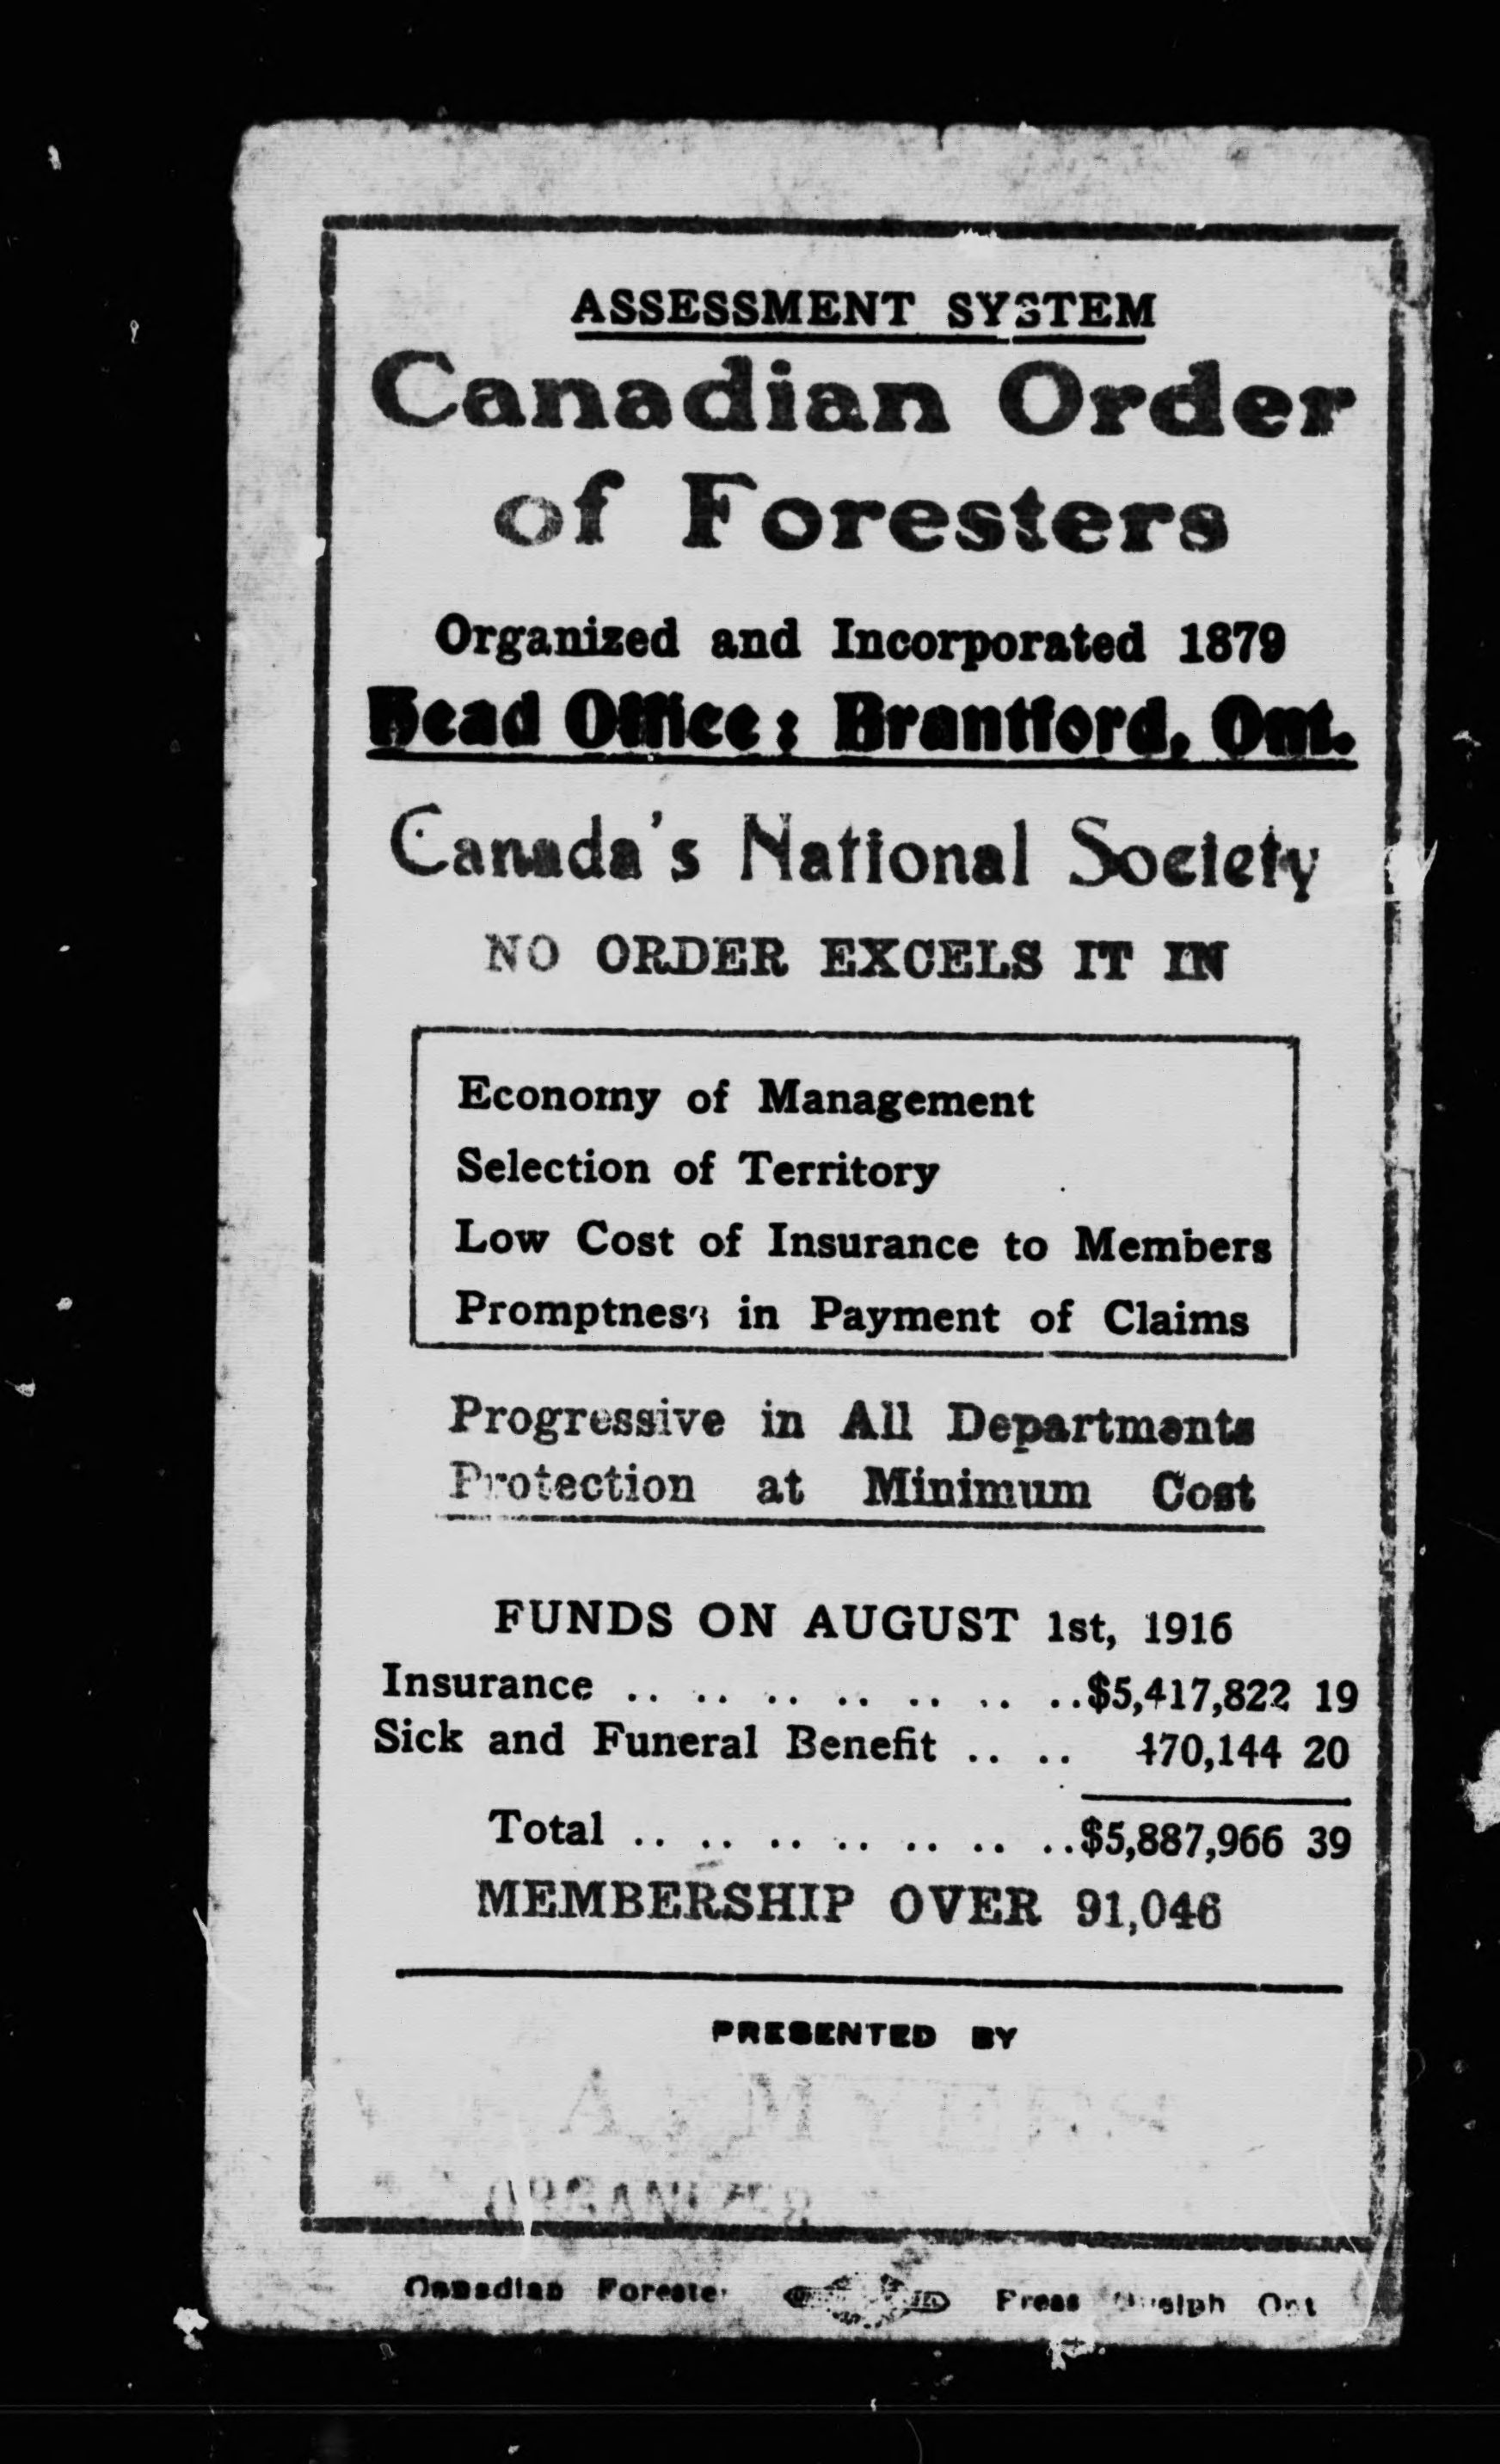 ASSESSMENT SYSTEM
Canadian Order
of Foresters
Organized and Incorporated 1879
Head Office: Brantford, Ont.
Canada's National Society
NO ORDER EXCELS IT IN
Economy of Management
Selection of Territory
Low Cost of Insurance to Members
Promptness in Payment of Claims
Progressive in All Departments
Protection at Minimum Cost
FUNDS ON AUGUST 1st, 1916
Insurance .. .. .. .. .. .. ..$5,417,822 19
Sick and Funeral Benefit .. .. 470,144 20
Total .. .. .. .. .. .. ..$5,887,966 39
MEMBERSHIP OVER 91,046
PRESENTED BY
ORGANIZER
Canadian Forester Press Guelph Ont